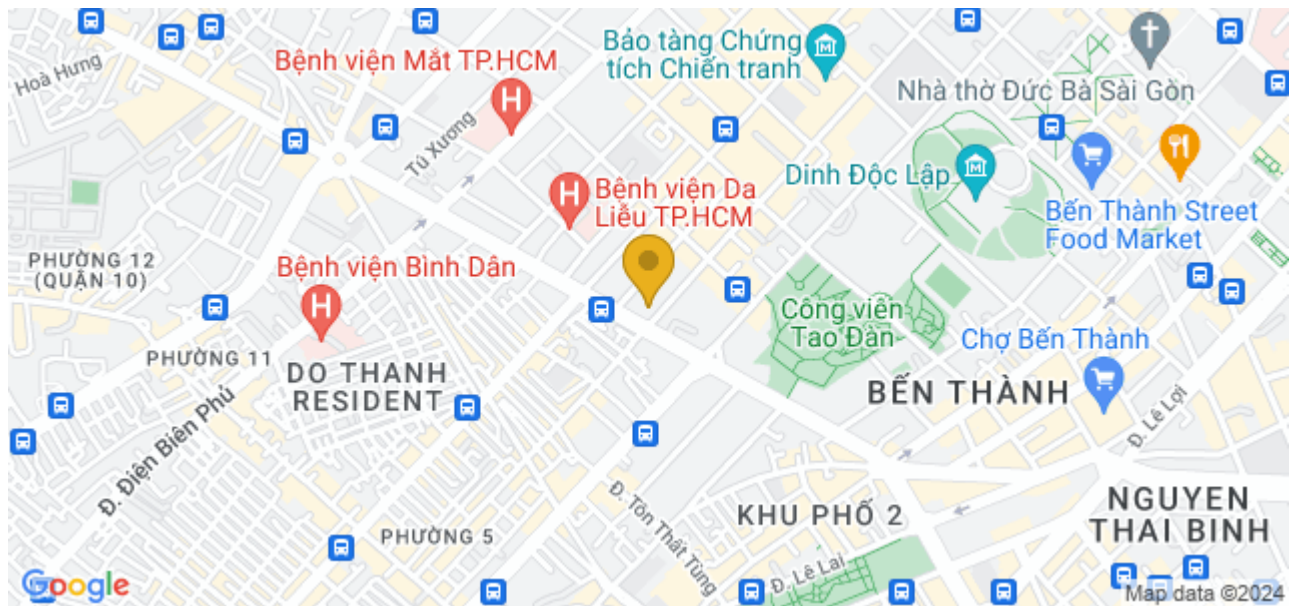 Hoà Hưng
Bệnh viện Mắt TP.HCM
Bảo tàng Chứng
tích Chiến tranh
Nhà thờ Đức Bà Sài Gòn
Tú Xương
Dinh Độc Lập
Bệnh viện Da
Liễu TP.HCM
Bến Thành Street
Food Market
PHƯỜNG 12
(QUẬN 10)
Bệnh viện Bình Dân
Công viên
Tao Đàn
PHƯỜNG 11
DO THANH
RESIDENT
Chợ Bến Thành
BẾN THÀNH
Đ. Điện Biên Phủ
Đ. Lê Lợi
Đ. Tôn Thất Tùng
KHU PHỐ 2
NGUYEN
THAI BINH
PHƯỜNG 5
Đ. Lê Lai
Google
Map data ©2024